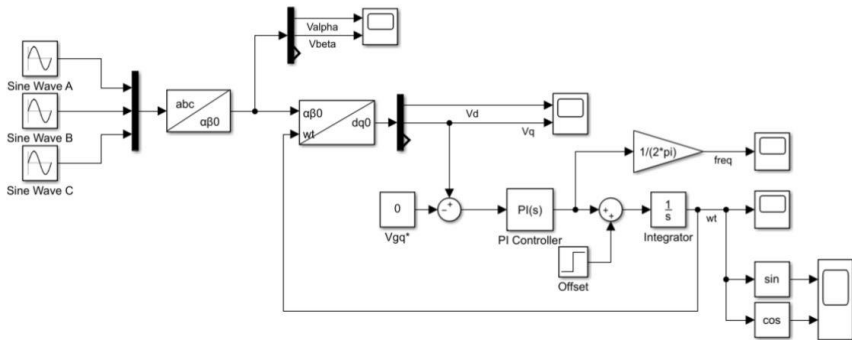 Valpha
Vbeta
Sine Wave A
Sine Wave B
Sine Wave C
abc
αβ0
αβ0
wt
dq0
Vd
Vq
1/(2*pi)
freq
0
Vgq*
−
+
PI(s)
PI Controller
+
+
1
s
Integrator
wt
Offset
sin
cos